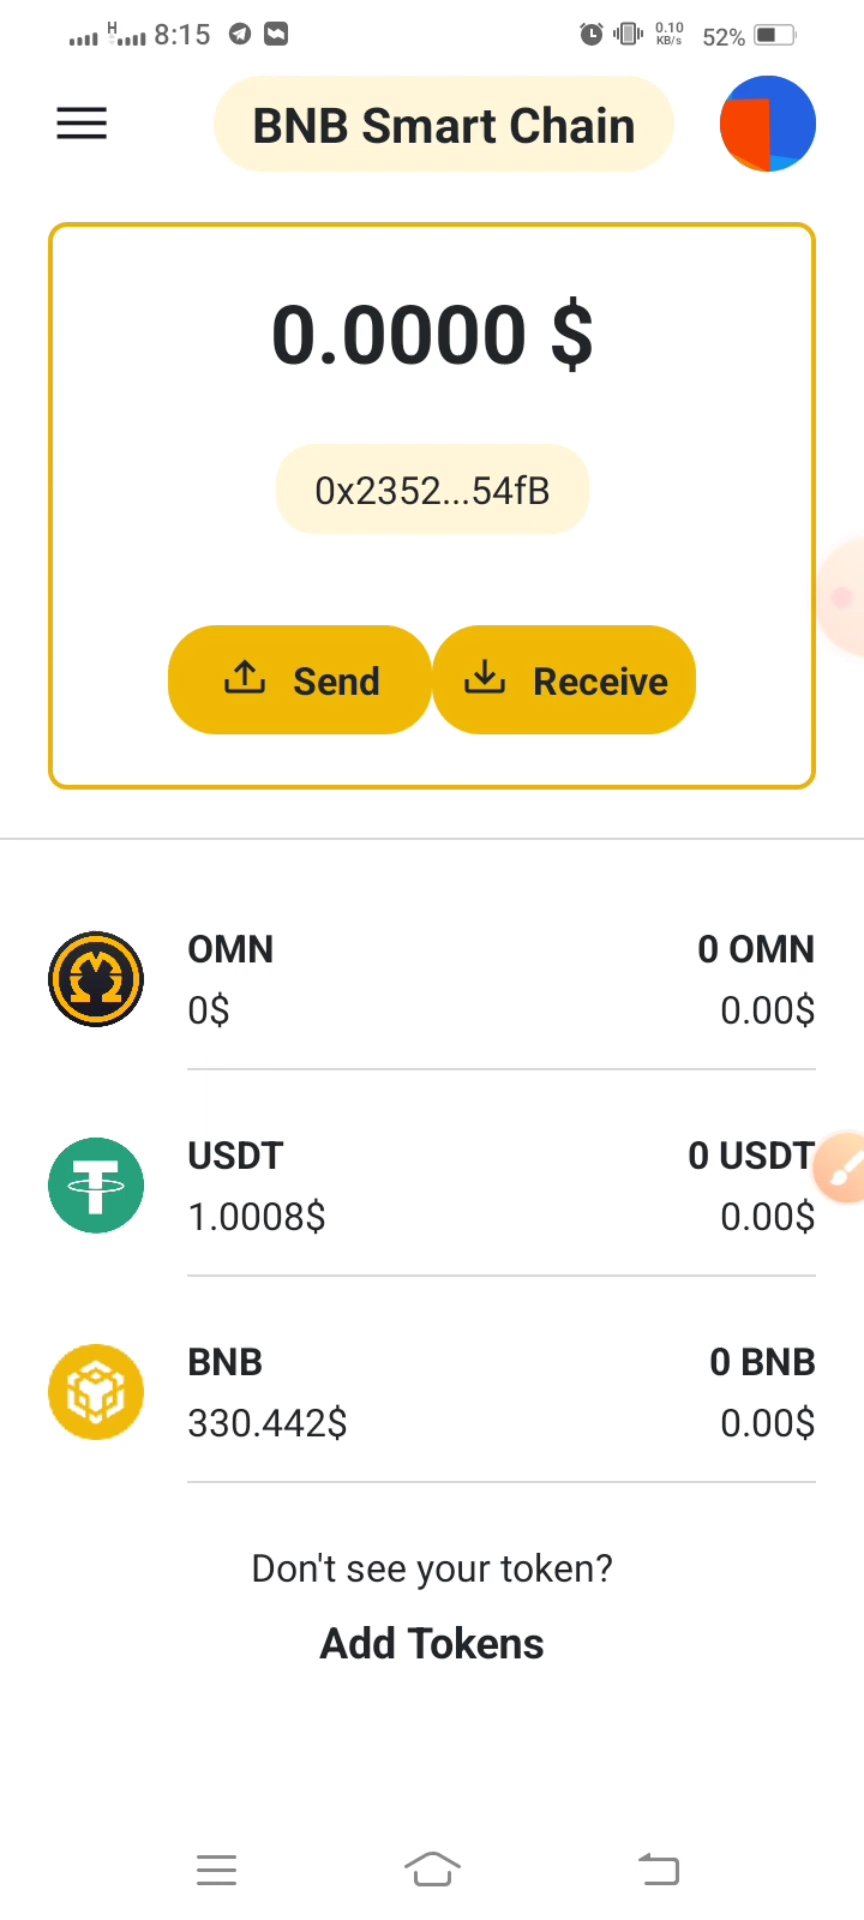 H 8:15 0.10 KB/s 52%
BNB Smart Chain
0.0000 $
0x2352...54fB
Send Receive
OMN 0 OMN
0$ 0.00$
USDT 0 USDT
1.0008$ 0.00$
BNB 0 BNB
330.442$ 0.00$
Don't see your token?
Add Tokens